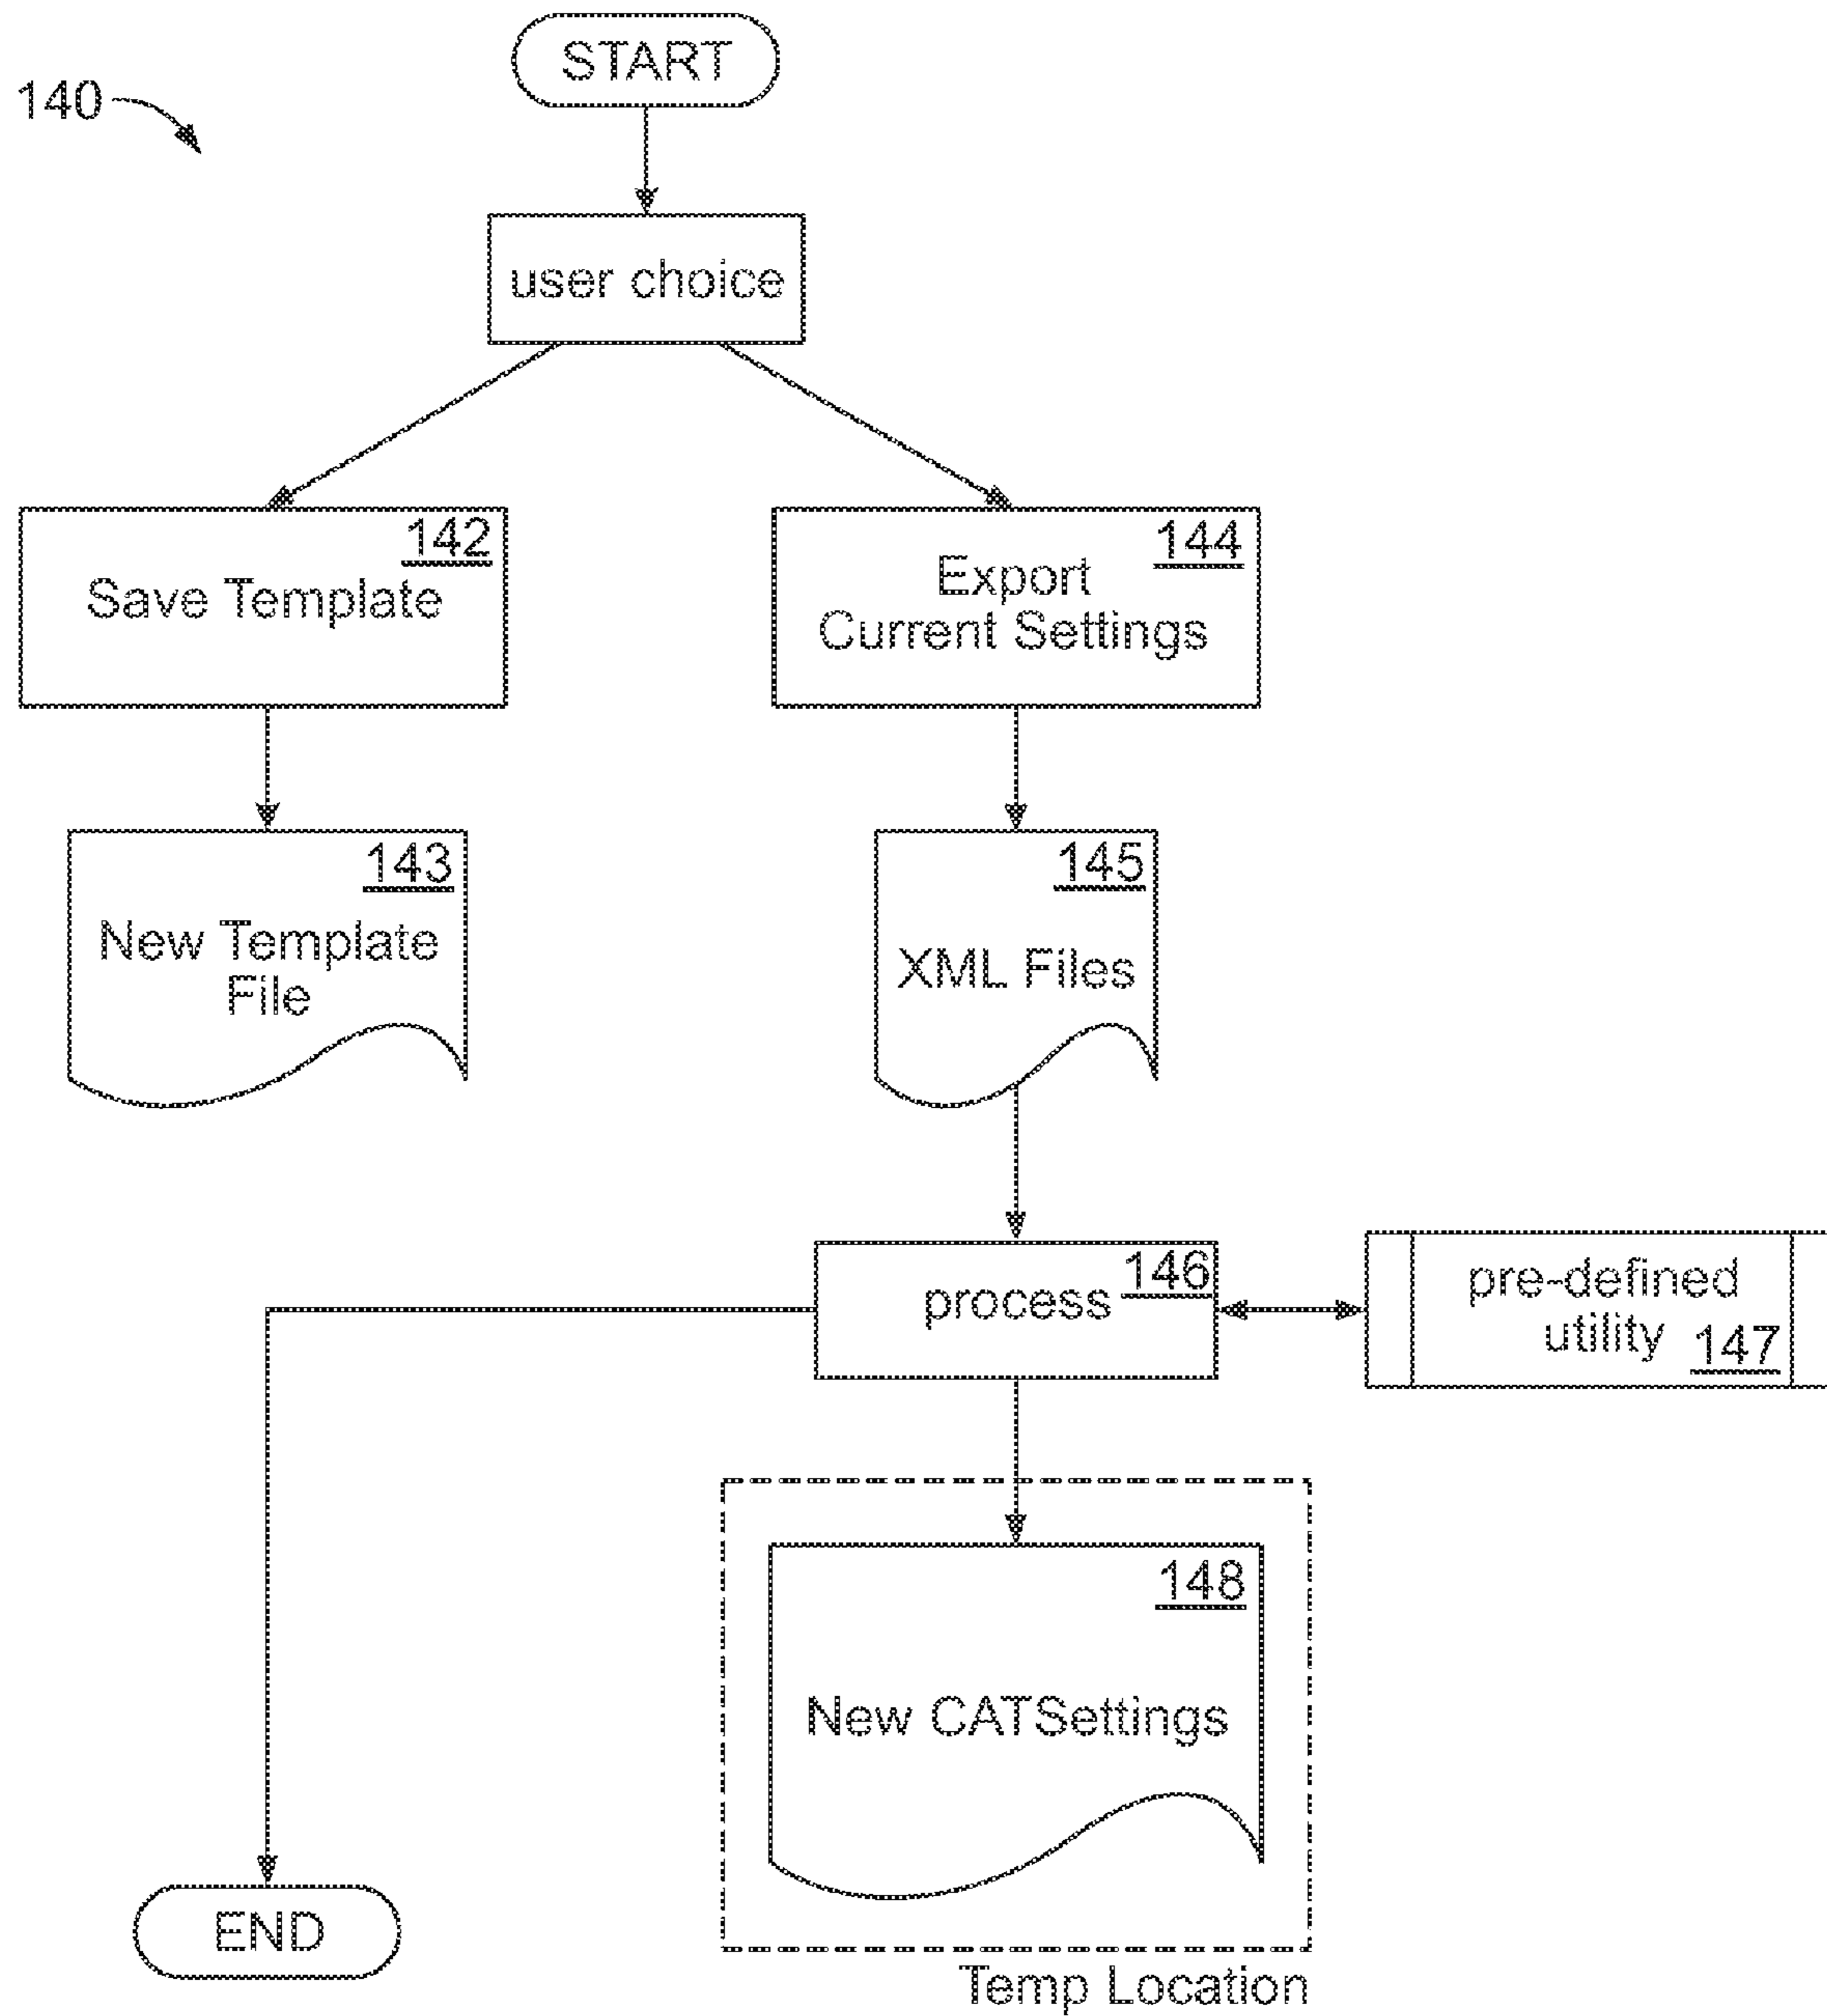 START
140
user choice
142
Save Template
144
Export
Current Settings
143
New Template
File
145
XML Files
146
process
pre-defined
utility 147
148
New CATSettings
END
Temp Location